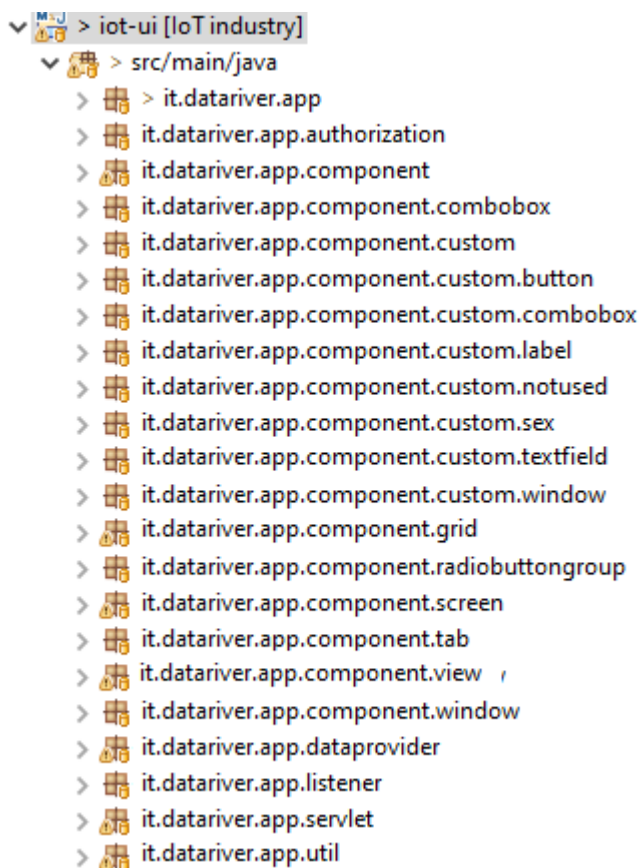 > iot-ui [IoT industry]
> src/main/java
> it.datariver.app
it.datariver.app.authorization
it.datariver.app.component
it.datariver.app.component.combobox
it.datariver.app.component.custom
it.datariver.app.component.custom.button
it.datariver.app.component.custom.combobox
it.datariver.app.component.custom.label
it.datariver.app.component.custom.notused
it.datariver.app.component.custom.sex
it.datariver.app.component.custom.textfield
it.datariver.app.component.custom.window
it.datariver.app.component.grid
it.datariver.app.component.radiobuttongroup
it.datariver.app.component.screen
it.datariver.app.component.tab
it.datariver.app.component.view
it.datariver.app.component.window
it.datariver.app.dataprovider
it.datariver.app.listener
it.datariver.app.servlet
it.datariver.app.util